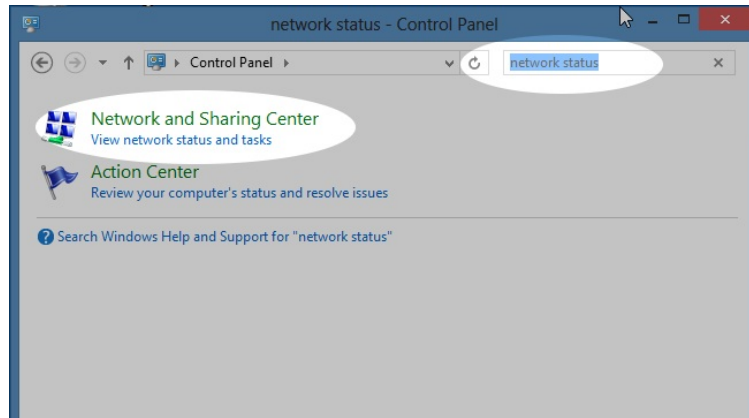 network status - Control Panel
Control Panel
network status
Network and Sharing Center
View network status and tasks
Action Center
Review your computer's status and resolve issues
Search Windows Help and Support for "network status"